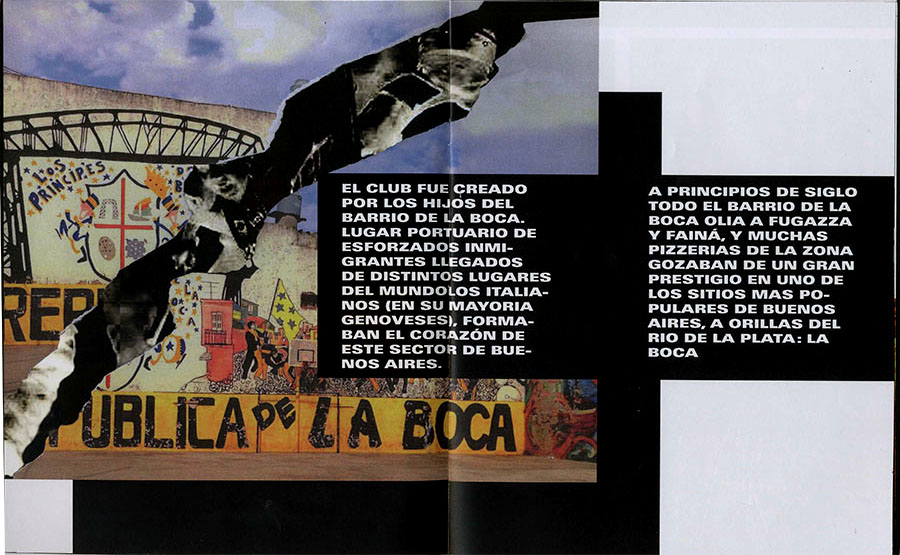 LOS PRINCIPES
REP
PUBLICA DE LA BOCA
EL CLUB FUE CREADO
POR LOS HIJOS DEL
BARRIO DE LA BOCA.
LUGAR PORTUARIO DE
ESFORZADOS INMI-
GRANTES LLEGADOS
DE DISTINTOS LUGARES
DEL MUNDOLOS ITALIA-
NOS (EN SU MAYORIA
GENOVESES), FORMA-
BAN EL CORAZÓN DE
ESTE SECTOR DE BUE-
NOS AIRES.
A PRINCIPIOS DE SIGLO
TODO EL BARRIO DE LA
BOCA OLIA A FUGAZZA
Y FAINÁ, Y MUCHAS
PIZZERIAS DE LA ZONA
GOZABAN DE UN GRAN
PRESTIGIO EN UNO DE
LOS SITIOS MAS PO-
PULARES DE BUENOS
AIRES, A ORILLAS DEL
RIO DE LA PLATA: LA
BOCA